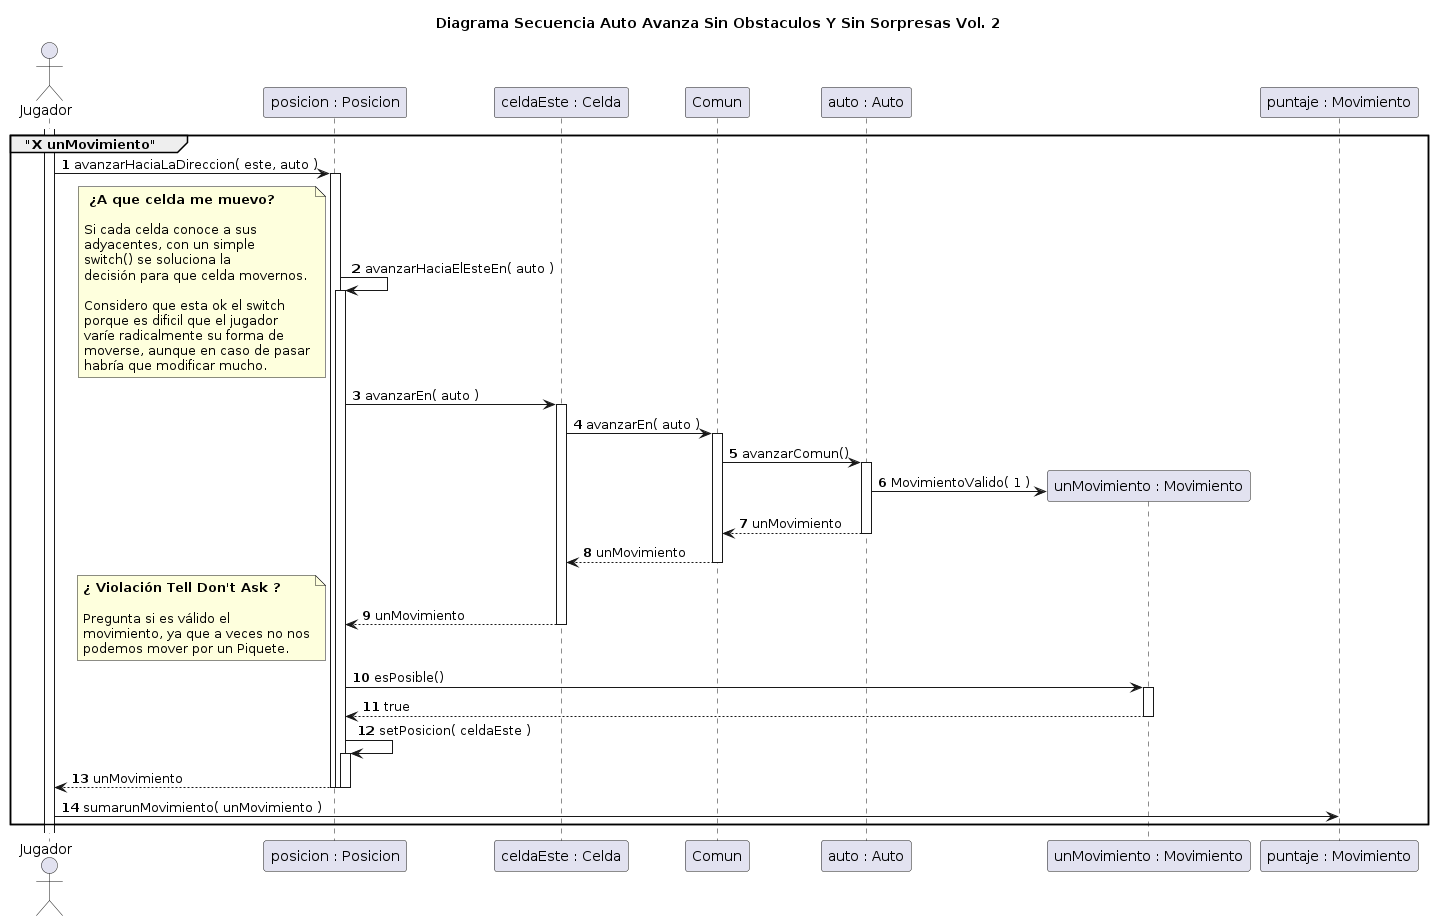 Diagrama Secuencia Auto Avanza Sin Obstaculos Y Sin Sorpresas Vol. 2
Jugador
posicion : Posicion
celdaEste : Celda
Comun
auto : Auto
puntaje : Movimiento
"X unMovimiento"
1 avanzarHaciaLaDireccion( este, auto )
¿A que celda me muevo?
Si cada celda conoce a sus
adyacentes, con un simple
switch() se soluciona la
decisión para que celda movernos.
Considero que esta ok el switch
porque es dificil que el jugador
varíe radicalmente su forma de
moverse, aunque en caso de pasar
habría que modificar mucho.
2 avanzarHaciaElEsteEn( auto )
3 avanzarEn( auto )
4 avanzarEn( auto )
5 avanzarComun()
6 MovimientoValido( 1 )
unMovimiento : Movimiento
7 unMovimiento
8 unMovimiento
¿ Violación Tell Don't Ask ?
Pregunta si es válido el
movimiento, ya que a veces no nos
podemos mover por un Piquete.
9 unMovimiento
10 esPosible()
11 true
12 setPosicion( celdaEste )
13 unMovimiento
14 sumarunMovimiento( unMovimiento )
Jugador
posicion : Posicion
celdaEste : Celda
Comun
auto : Auto
unMovimiento : Movimiento
puntaje : Movimiento